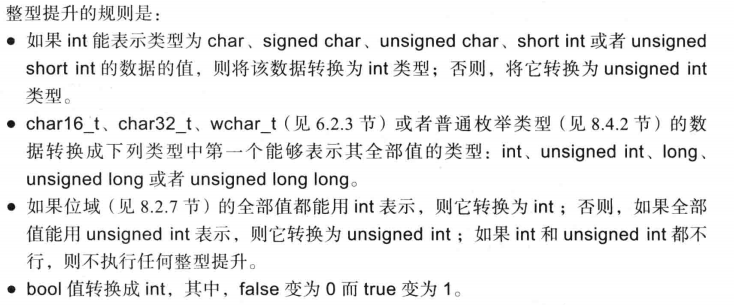 整型提升的规则是：
● 如果 int 能表示类型为 char、signed char、unsigned char、short int 或者 unsigned
short int 的数据的值，则将该数据转换为 int 类型；否则，将它转换为 unsigned int
类型。
● char16_t、char32_t、wchar_t（见 6.2.3 节）或者普通枚举类型（见 8.4.2 节）的数
据转换成下列类型中第一个能够表示其全部值的类型：int、unsigned int、long、
unsigned long 或者 unsigned long long。
● 如果位域（见 8.2.7 节）的全部值都能用 int 表示，则它转换为 int；否则，如果全部
值能用 unsigned int 表示，则它转换为 unsigned int；如果 int 和 unsigned int 都不
行，则不执行任何整型提升。
● bool 值转换成 int，其中，false 变为 0 而 true 变为 1。